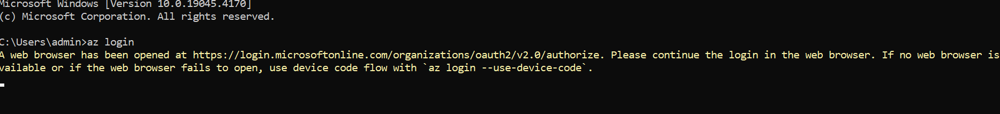 Microsoft Windows [Version 10.0.19045.4170]
(c) Microsoft Corporation. All rights reserved.
C:\Users\admin>az login
A web browser has been opened at https://login.microsoftonline.com/organizations/oauth2/v2.0/authorize. Please continue the login in the web browser. If no web browser is
vailable or if the web browser fails to open, use device code flow with `az login --use-device-code`.